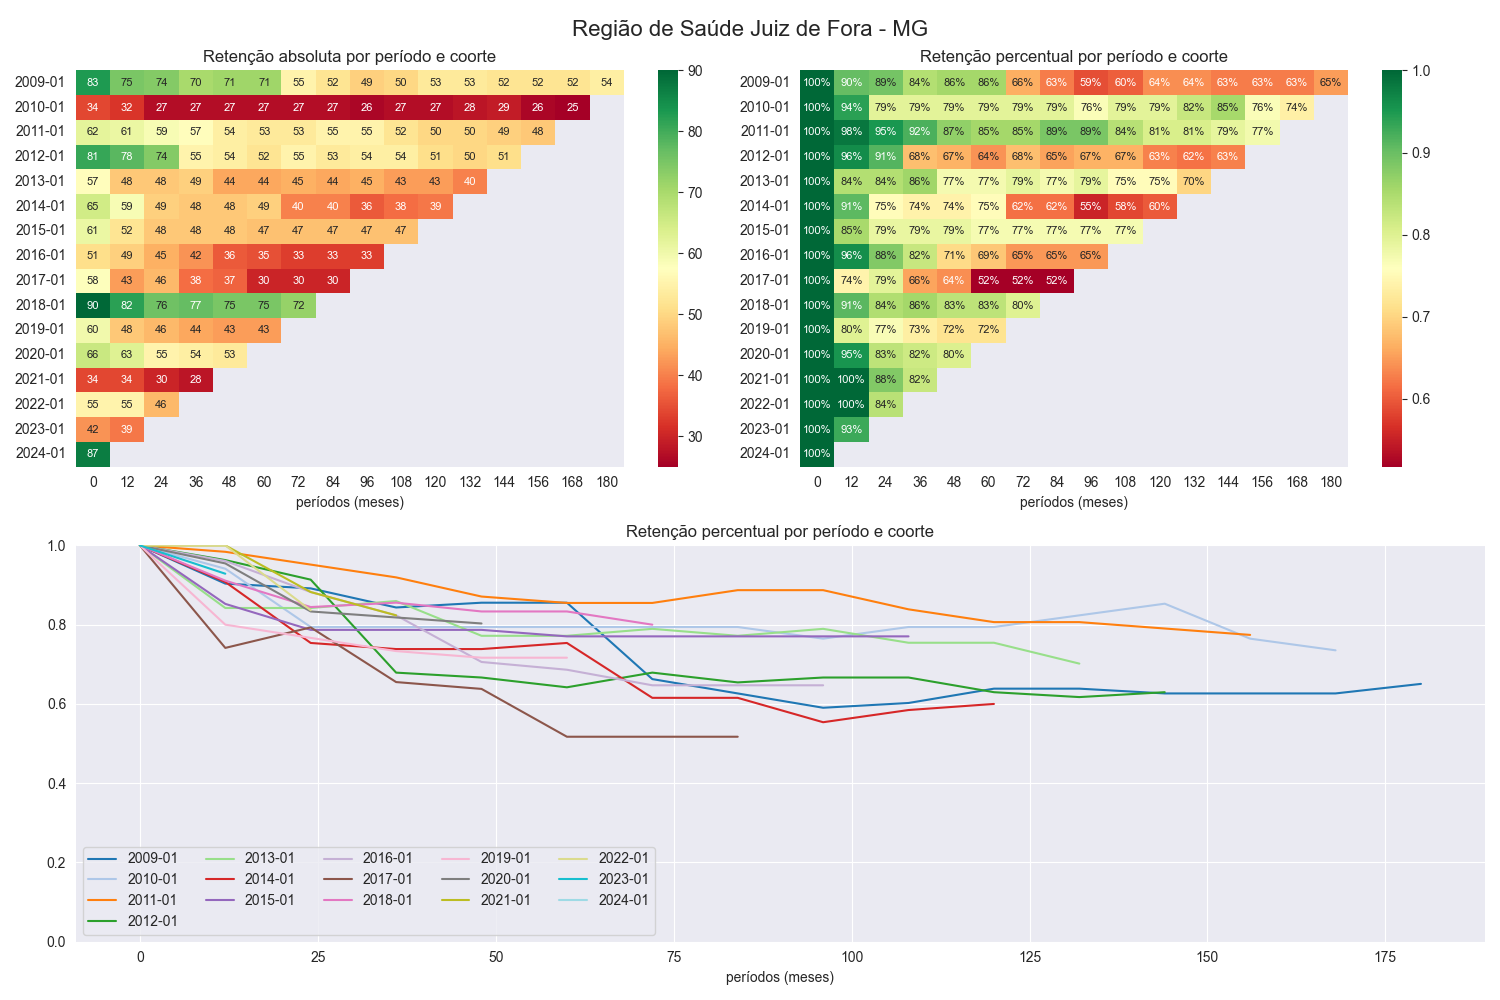 Região de Saúde Juiz de Fora - MG
Retenção absoluta por período e coorte
2009-01 83 75 74 70 71 71 55 52 49 50 53 53 52 52 52 54
2010-01 34 32 27 27 27 27 27 27 26 27 27 28 29 26 25
2011-01 62 61 59 57 54 53 53 55 55 52 50 50 49 48
2012-01 81 78 74 55 54 52 55 53 54 54 51 50 51
2013-01 57 48 48 49 44 44 45 44 45 43 43 40
2014-01 65 59 49 48 48 49 40 40 36 38 39
2015-01 61 52 48 48 48 47 47 47 47 47
2016-01 51 49 45 42 36 35 33 33 33
2017-01 58 43 46 38 37 30 30 30
2018-01 90 82 76 77 75 75 72
2019-01 60 48 46 44 43 43
2020-01 66 63 55 54 53
2021-01 34 34 30 28
2022-01 55 55 46
2023-01 42 39
2024-01 87
0 12 24 36 48 60 72 84 96 108 120 132 144 156 168 180
períodos (meses)
90
80
70
60
50
40
30
Retenção percentual por período e coorte
2009-01 100% 90% 89% 84% 86% 86% 66% 63% 59% 60% 64% 64% 63% 63% 63% 65%
2010-01 100% 94% 79% 79% 79% 79% 79% 79% 76% 79% 79% 82% 85% 76% 74%
2011-01 100% 98% 95% 92% 87% 85% 85% 89% 89% 84% 81% 81% 79% 77%
2012-01 100% 96% 91% 68% 67% 64% 68% 65% 67% 67% 63% 62% 63%
2013-01 100% 84% 84% 86% 77% 77% 79% 77% 79% 75% 75% 70%
2014-01 100% 91% 75% 74% 74% 75% 62% 62% 55% 58% 60%
2015-01 100% 85% 79% 79% 79% 77% 77% 77% 77% 77%
2016-01 100% 96% 88% 82% 71% 69% 65% 65% 65%
2017-01 100% 74% 79% 66% 64% 52% 52% 52%
2018-01 100% 91% 84% 86% 83% 83% 80%
2019-01 100% 80% 77% 73% 72% 72%
2020-01 100% 95% 83% 82% 80%
2021-01 100% 100% 88% 82%
2022-01 100% 100% 84%
2023-01 100% 93%
2024-01 100%
0 12 24 36 48 60 72 84 96 108 120 132 144 156 168 180
períodos (meses)
1.0
0.9
0.8
0.7
0.6
Retenção percentual por período e coorte
1.0
0.8
0.6
0.4
0.2
0.0
2009-01 2013-01 2016-01 2019-01 2022-01
2010-01 2014-01 2017-01 2020-01 2023-01
2011-01 2015-01 2018-01 2021-01 2024-01
2012-01
0 25 50 75 100 125 150 175
períodos (meses)